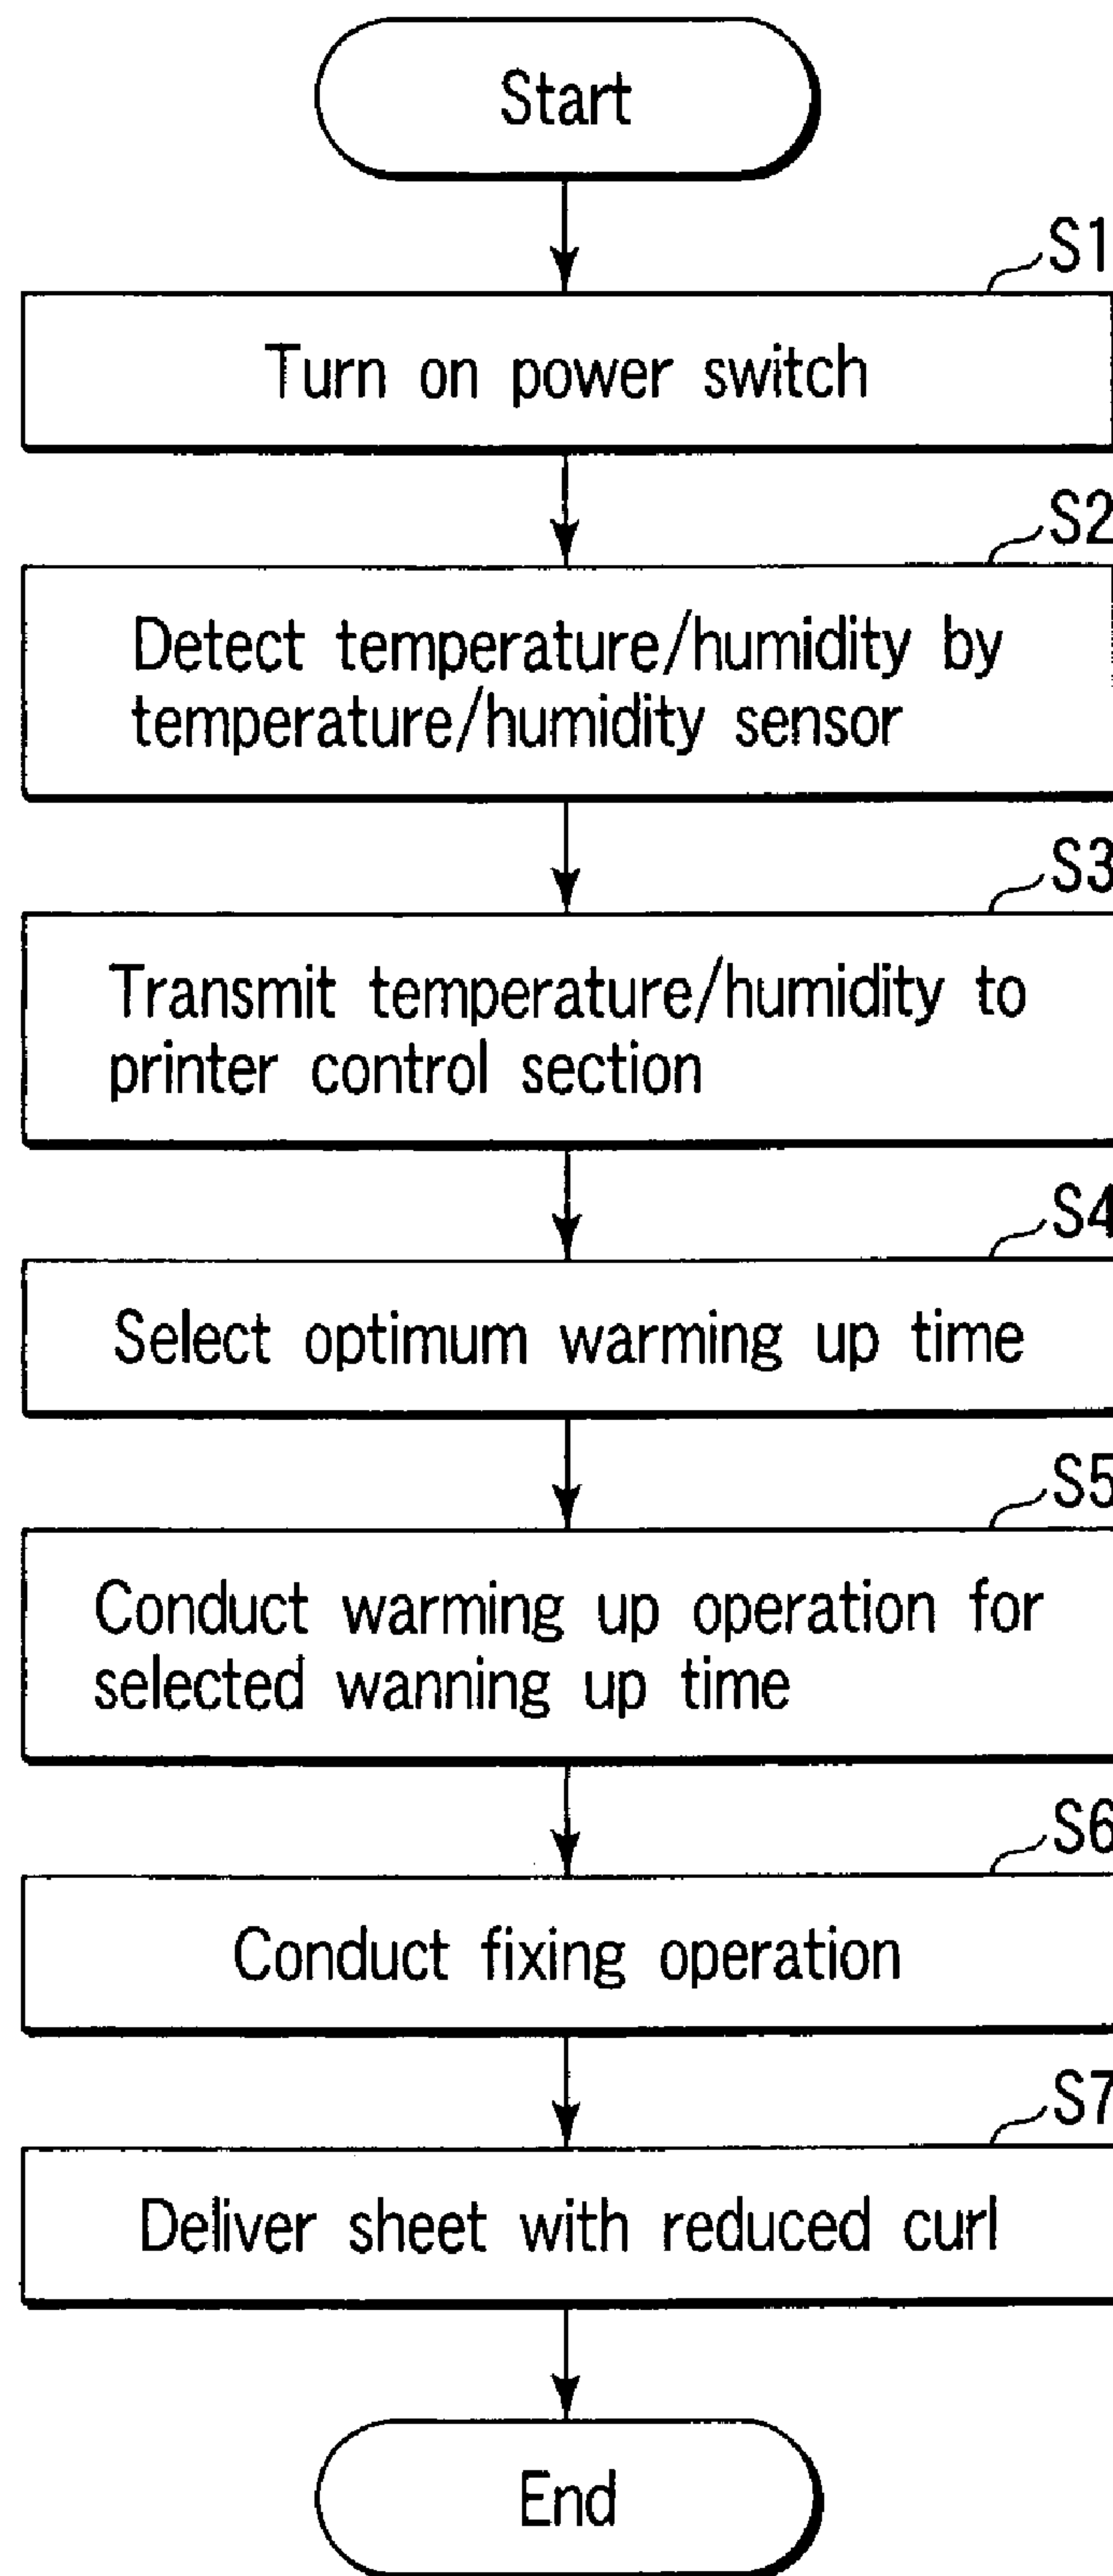 Start
S1
Turn on power switch
S2
Detect temperature/humidity by
temperature/humidity sensor
S3
Transmit temperature/humidity to
printer control section
S4
Select optimum warming up time
S5
Conduct warming up operation for
selected wanning up time
S6
Conduct fixing operation
S7
Deliver sheet with reduced curl
End